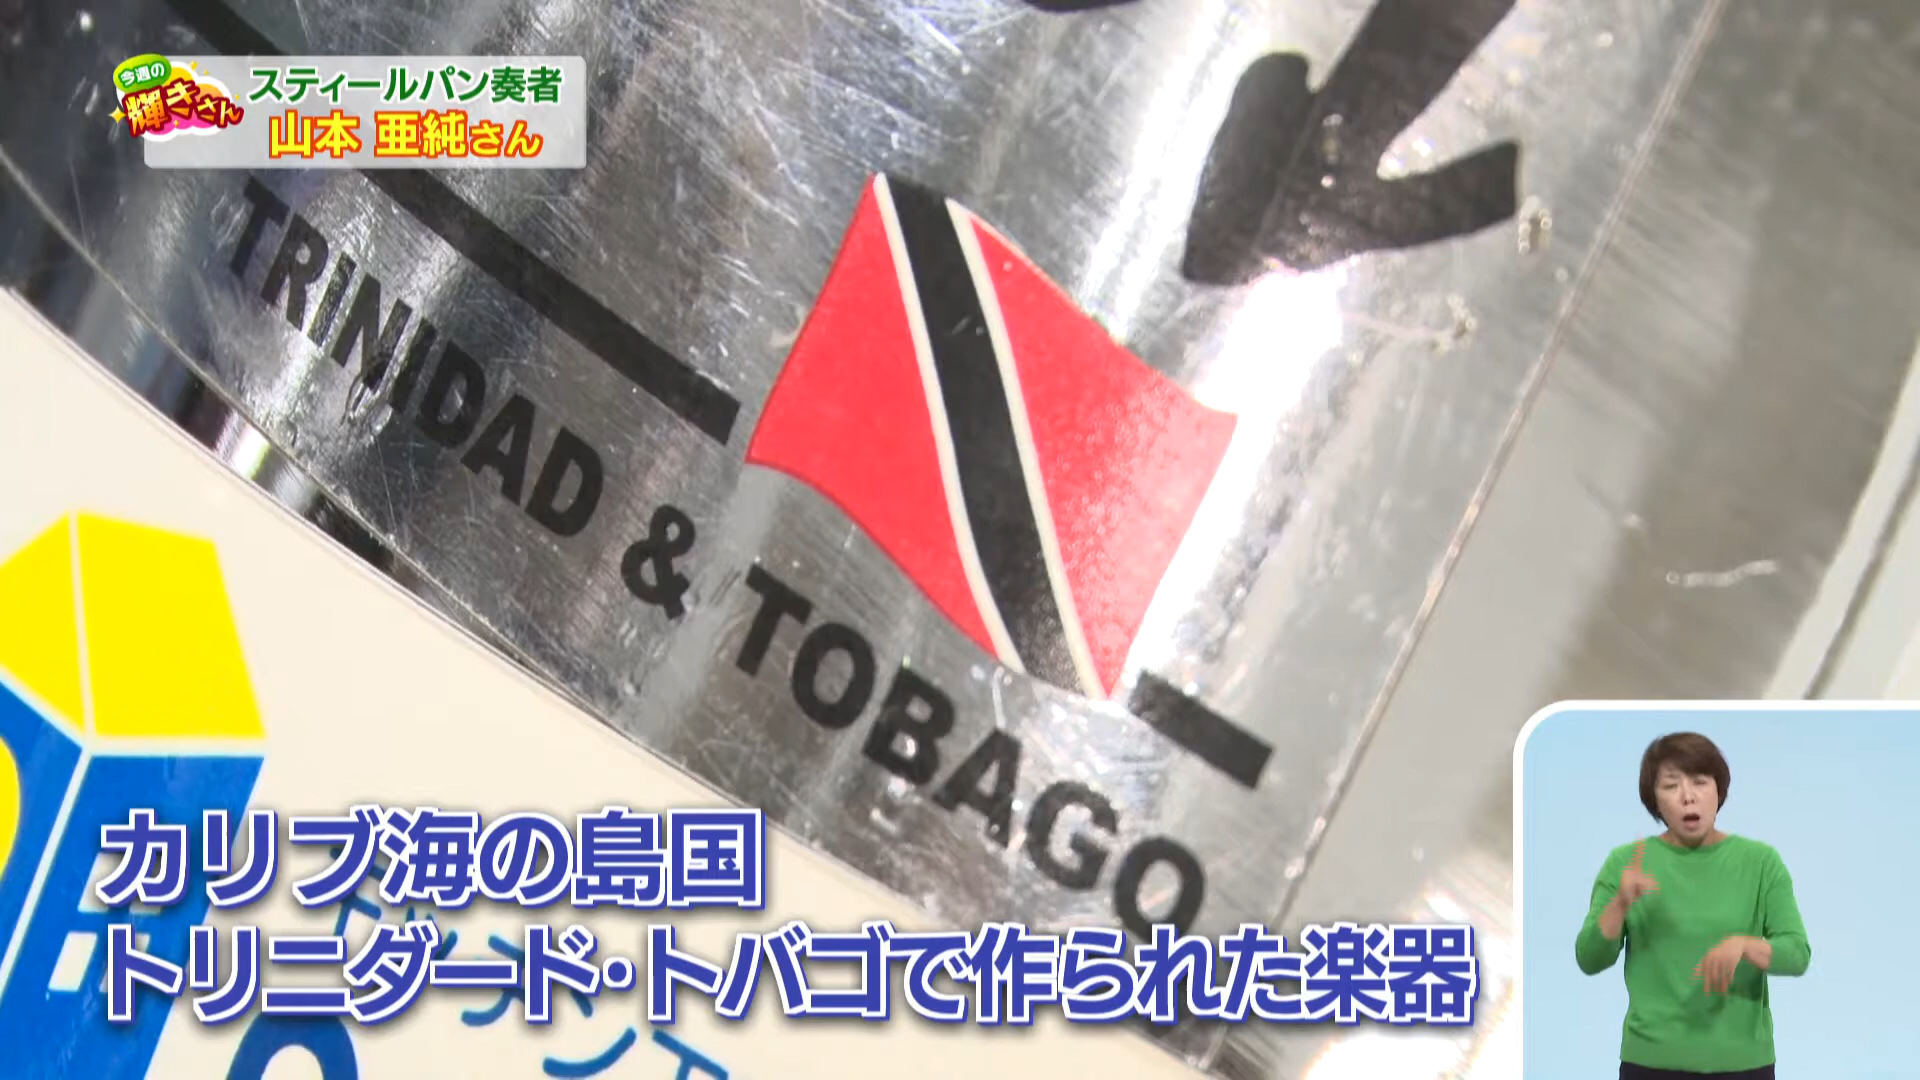 今週の
輝きさん
スティールパン奏者
山本 亜純さん
TRINIDAD & TOBAGO
カリブ海の島国
トリニダード・トバゴで作られた楽器